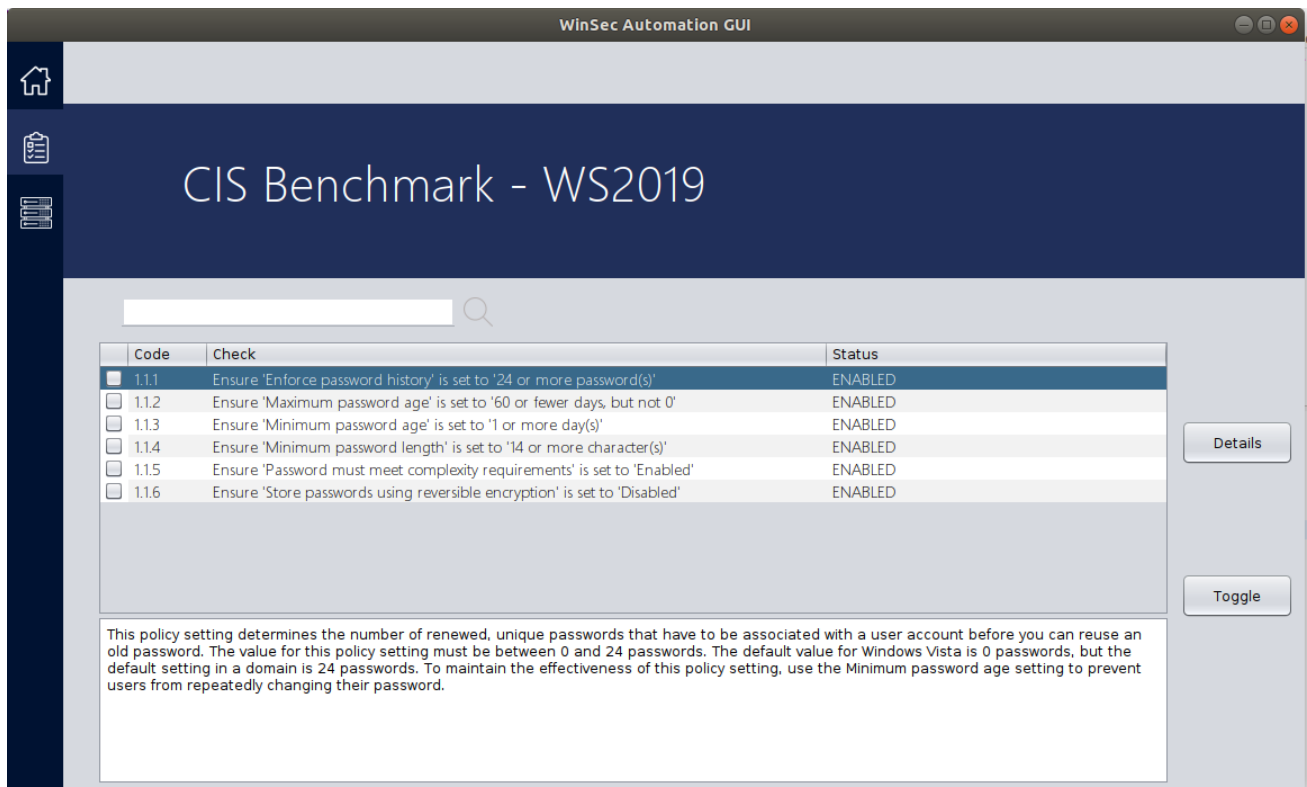 WinSec Automation GUI
CIS Benchmark - WS2019
Code Check Status
1.1.1 Ensure 'Enforce password history' is set to '24 or more password(s)' ENABLED
1.1.2 Ensure 'Maximum password age' is set to '60 or fewer days, but not 0' ENABLED
1.1.3 Ensure 'Minimum password age' is set to '1 or more day(s)' ENABLED
1.1.4 Ensure 'Minimum password length' is set to '14 or more character(s)' ENABLED
1.1.5 Ensure 'Password must meet complexity requirements' is set to 'Enabled' ENABLED
1.1.6 Ensure 'Store passwords using reversible encryption' is set to 'Disabled' ENABLED
Details
Toggle
This policy setting determines the number of renewed, unique passwords that have to be associated with a user account before you can reuse an
old password. The value for this policy setting must be between 0 and 24 passwords. The default value for Windows Vista is 0 passwords, but the
default setting in a domain is 24 passwords. To maintain the effectiveness of this policy setting, use the Minimum password age setting to prevent
users from repeatedly changing their password.